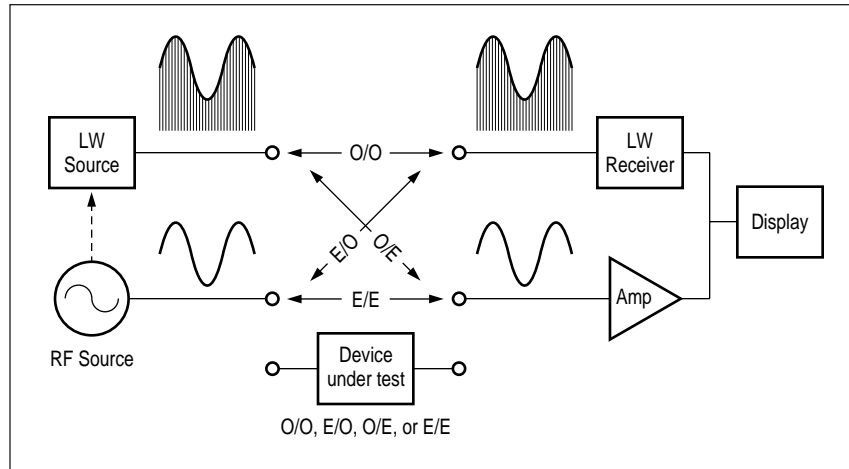 LW
Source
O/O
LW
Receiver
Display
E/O
O/E
E/E
Amp
RF Source
Device
under test
O/O, E/O, O/E, or E/E